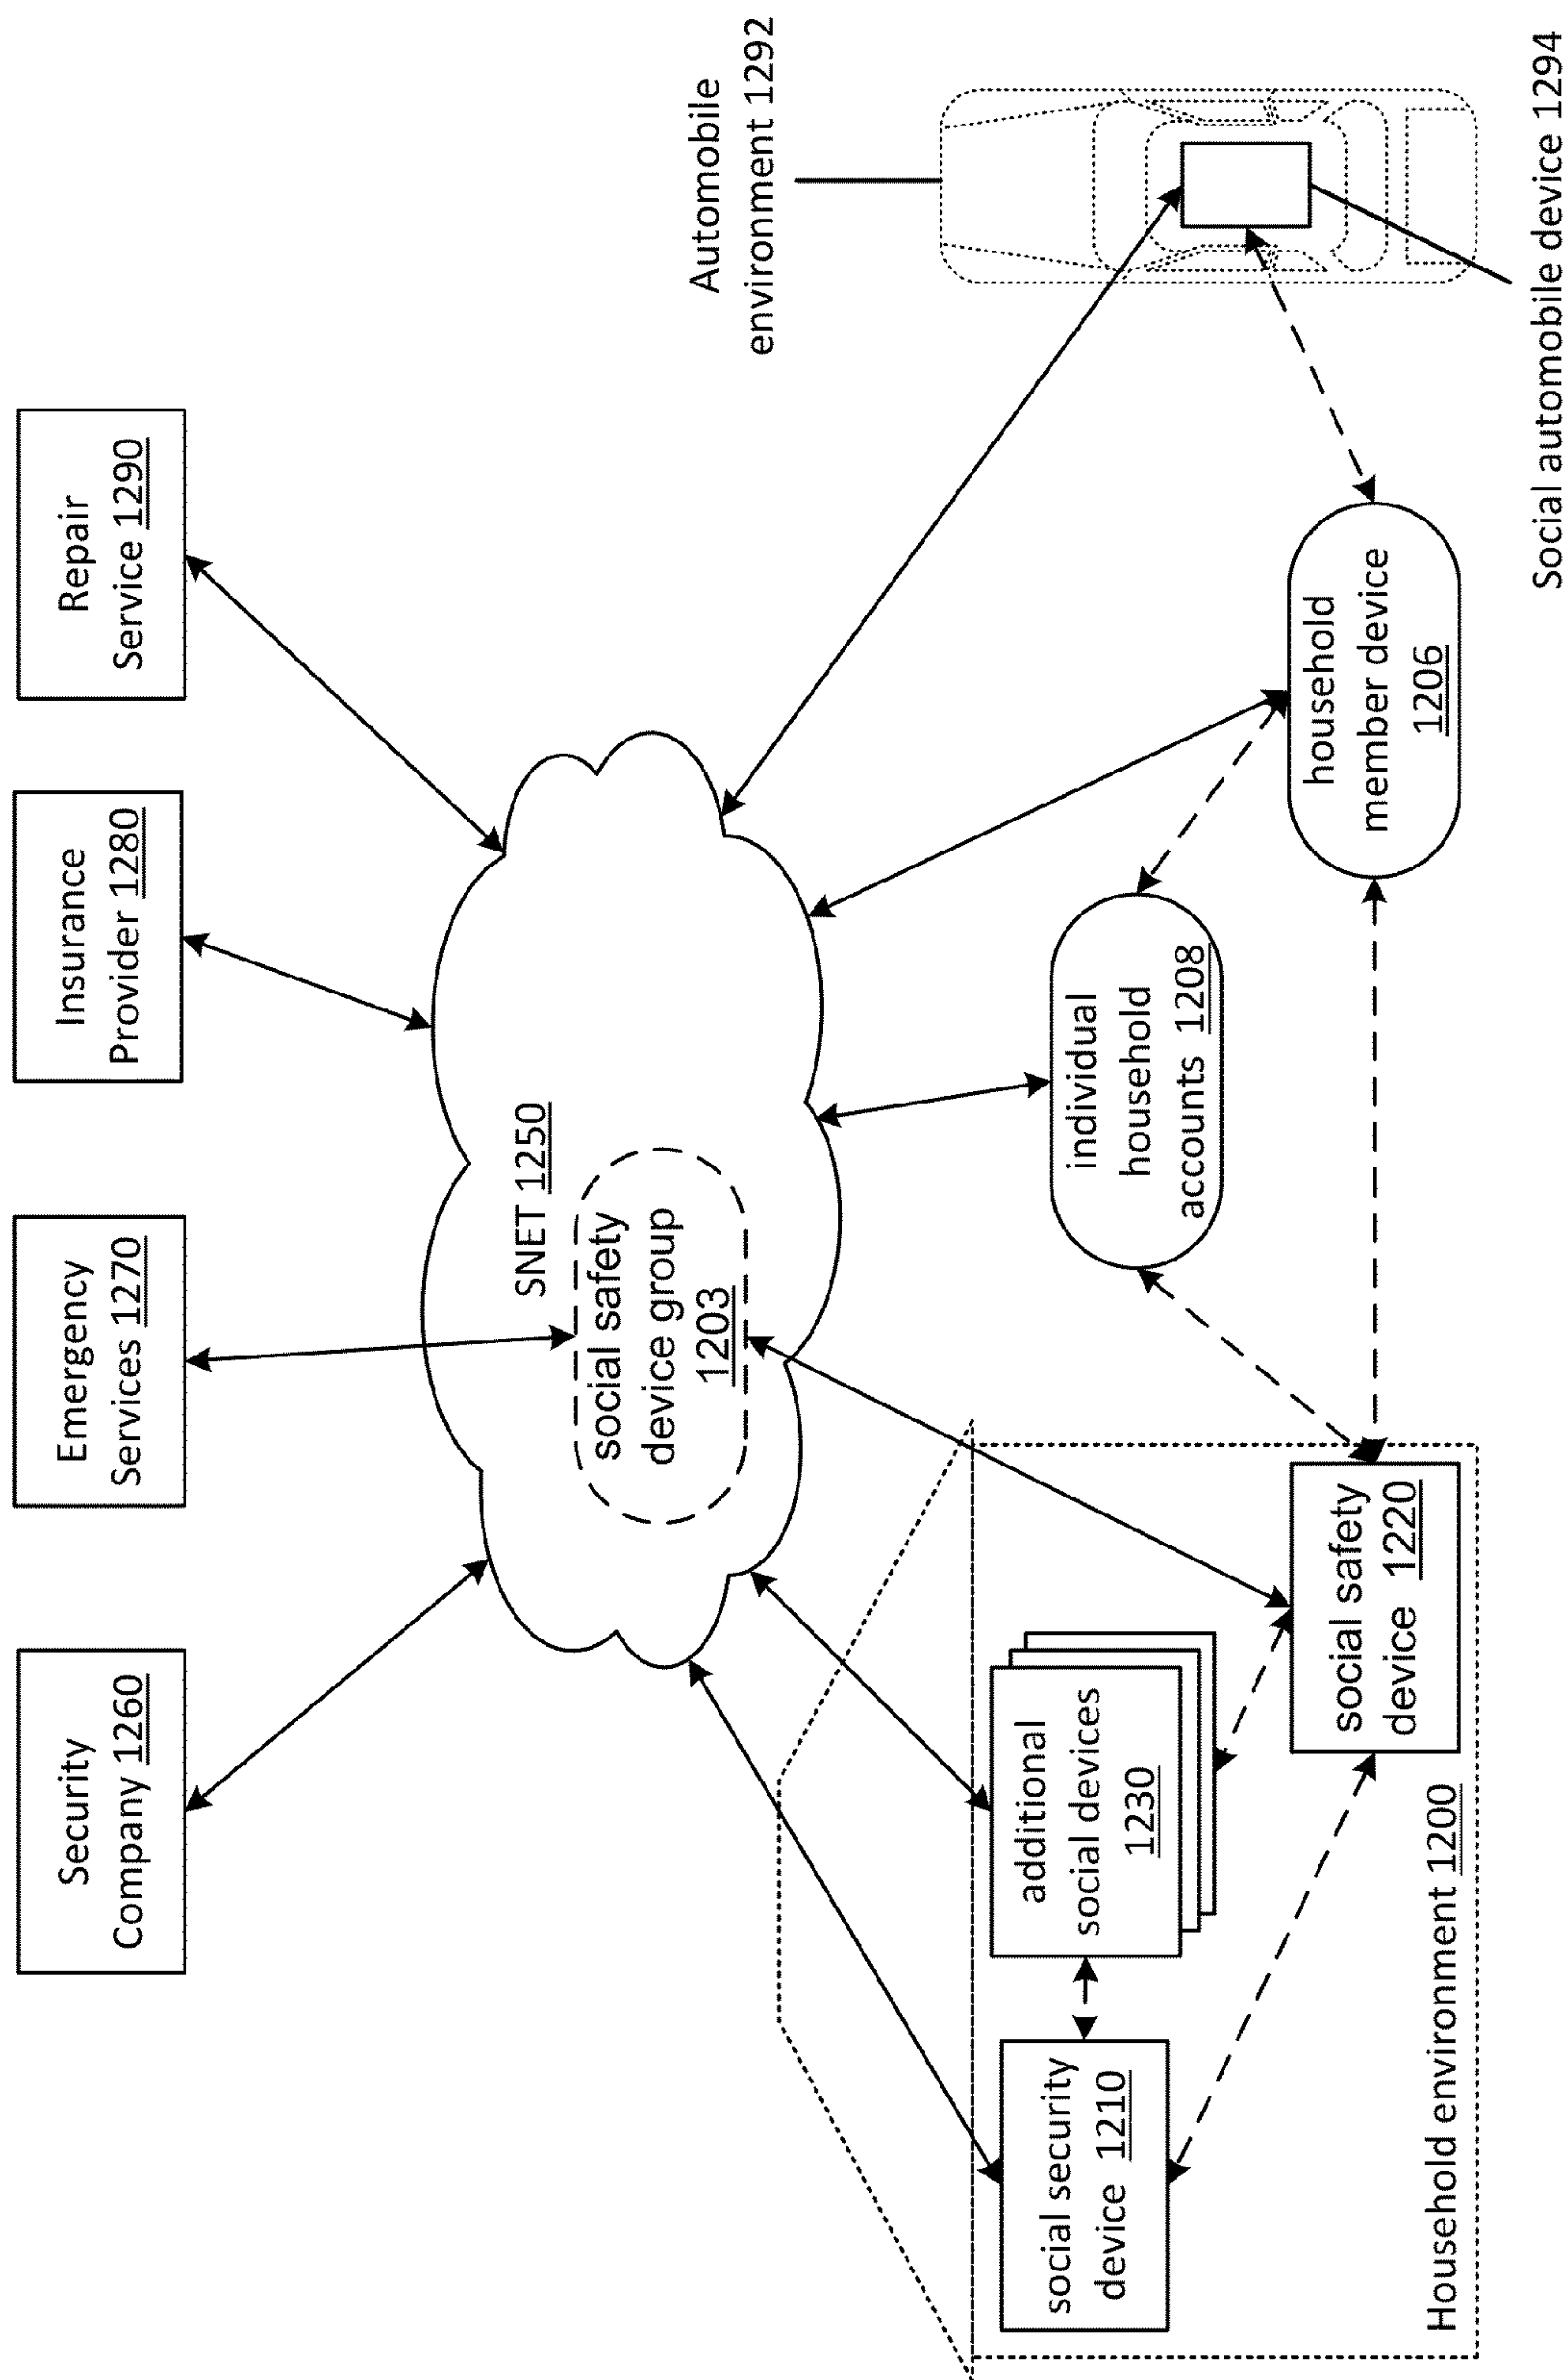 Security
Company 1260
Emergency
Services 1270
Insurance
Provider 1280
Repair
Service 1290
SNET 1250
social safety
device group
1203
Automobile
environment 1292
social security
device 1210
additional
social devices
1230
social safety
device 1220
Household environment 1200
individual
household
accounts 1208
household
member device
1206
Social automobile device 1294